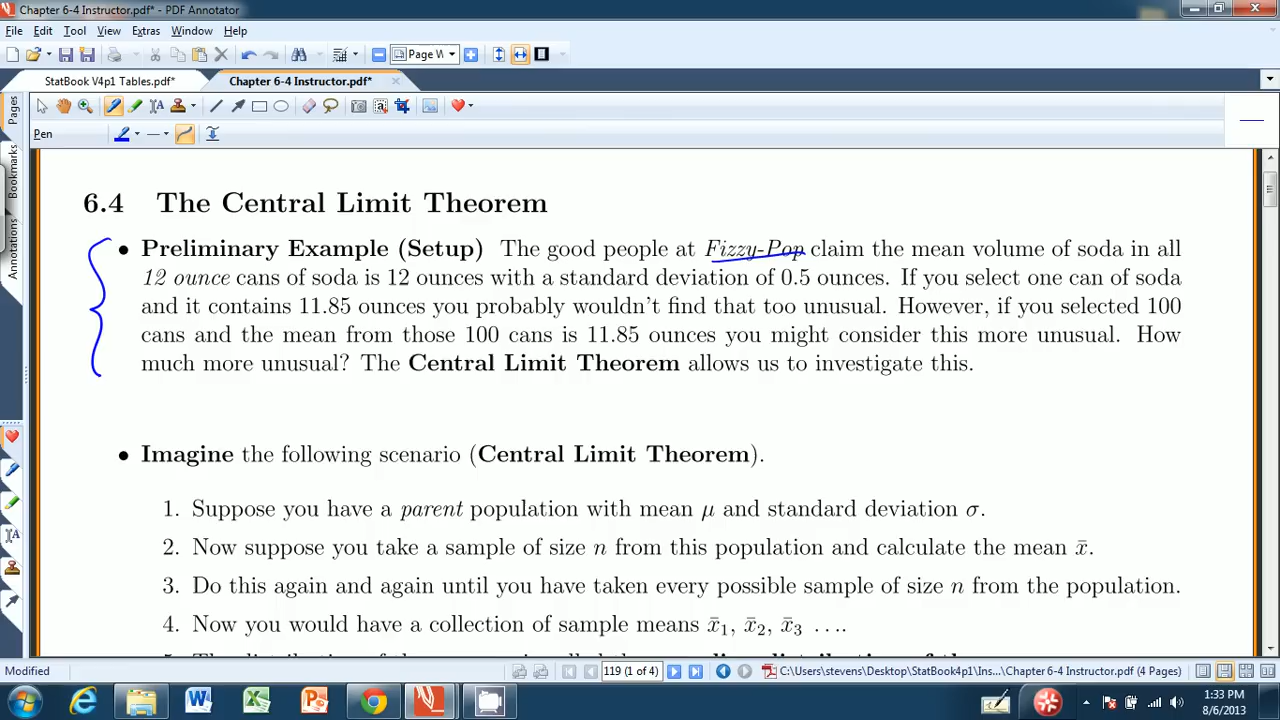 Chapter 6-4 Instructor.pdf* - PDF Annotator
File Edit Tool View Extras Window Help
Page W
StatBook V4p1 Tables.pdf* Chapter 6-4 Instructor.pdf*
Pen
Pages
Bookmarks
Annotations
6.4 The Central Limit Theorem
• Preliminary Example (Setup) The good people at Fizzy-Pop claim the mean volume of soda in all
12 ounce cans of soda is 12 ounces with a standard deviation of 0.5 ounces. If you select one can of soda
and it contains 11.85 ounces you probably wouldn't find that too unusual. However, if you selected 100
cans and the mean from those 100 cans is 11.85 ounces you might consider this more unusual. How
much more unusual? The Central Limit Theorem allows us to investigate this.
• Imagine the following scenario (Central Limit Theorem).
1. Suppose you have a parent population with mean μ and standard deviation σ.
2. Now suppose you take a sample of size n from this population and calculate the mean x̄.
3. Do this again and again until you have taken every possible sample of size n from the population.
4. Now you would have a collection of sample means x̄₁, x̄₂, x̄₃ ....
Modified 119 (1 of 4) C:\Users\stevens\Desktop\StatBook4p1\Ins...\Chapter 6-4 Instructor.pdf (4 Pages)
1:33 PM
8/6/2013